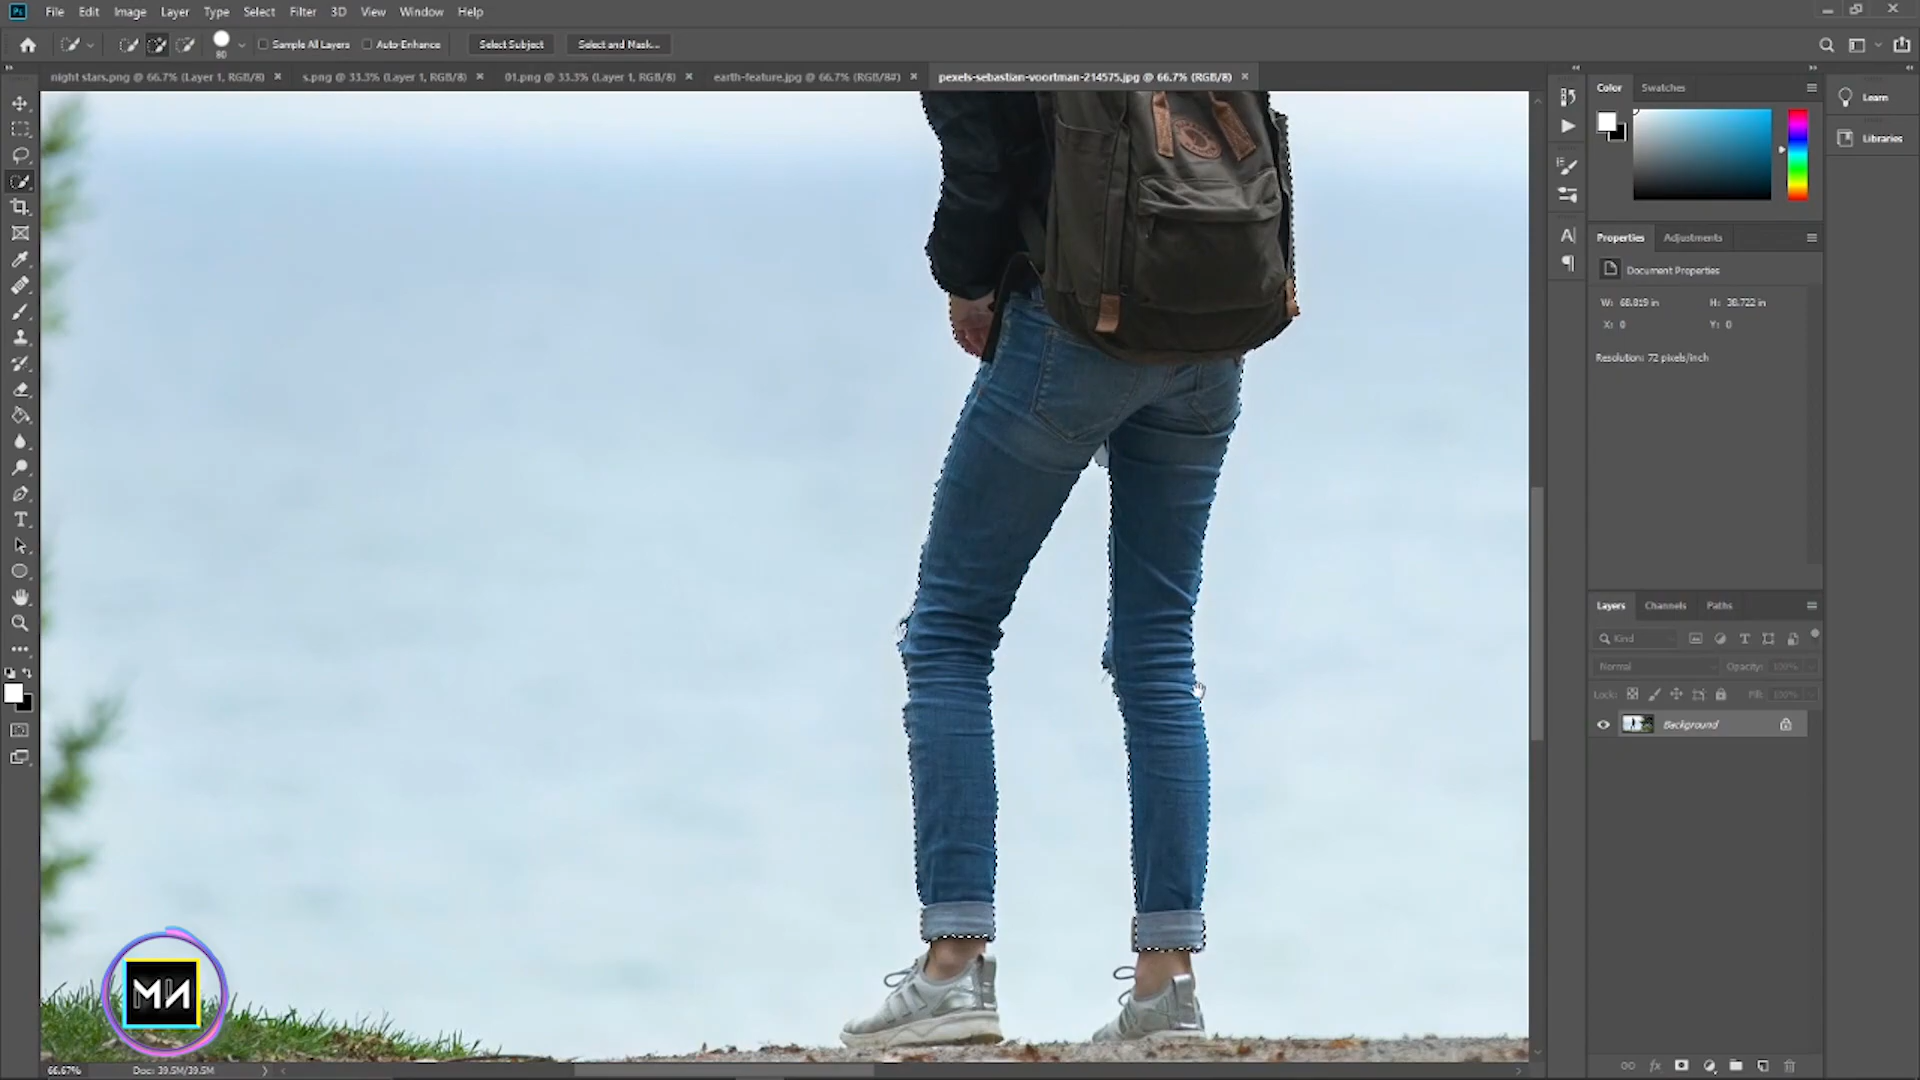 Ps File Edit Image Layer Type Select Filter 3D View Window Help
80 Sample All Layers Auto-Enhance Select Subject Select and Mask...
night stars.png @ 66.7% (Layer 1, RGB/8) × s.png @ 33.3% (Layer 1, RGB/8) × 01.png @ 33.3% (Layer 1, RGB/8) × earth-feature.jpg @ 66.7% (RGB/8#) × pexels-sebastian-voortman-214575.jpg @ 66.7% (RGB/8) ×
Color Swatches
Learn
Libraries
Properties Adjustments
Document Properties
W: 68.819 in H: 38.722 in
X: 0 Y: 0
Resolution: 72 pixels/inch
Layers Channels Paths
Kind
Normal Opacity: 100%
Lock: Fill: 100%
Background
66.67% Doc: 39.5M/39.5M